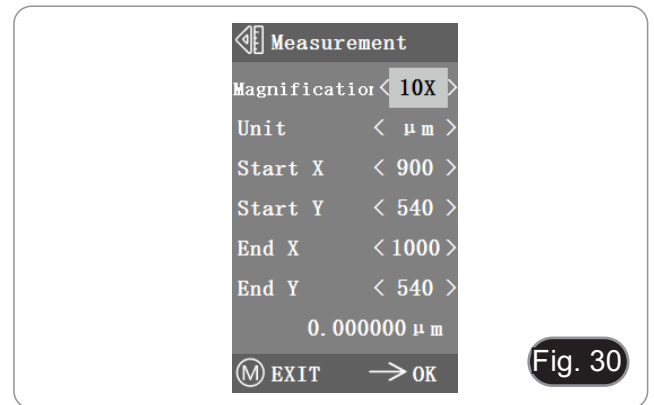 Measurement
Magnification < 10X >
Unit < μm >
Start X < 900 >
Start Y < 540 >
End X < 1000 >
End Y < 540 >
0.000000 μm
M EXIT → OK
Fig. 30